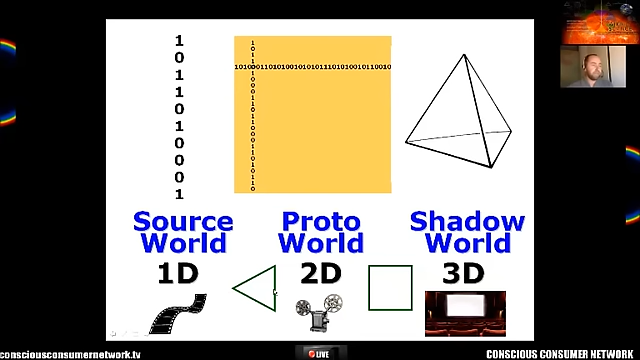 1
0
1
1
0
1
0
0
0
1
Source
World
1D
Proto
World
2D
Shadow
World
3D
consciousconsumernetwork.tv
LIVE
CONSCIOUS CONSUMER NETWORK